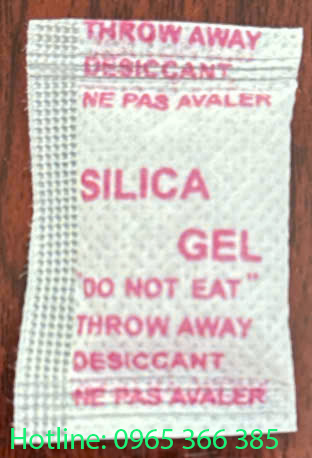 THROW AWAY
DESICCANT
NE PAS AVALER
SILICA
GEL
"DO NOT EAT"
THROW AWAY
DESICCANT
NE PAS AVALER
Hotline: 0965 366 385